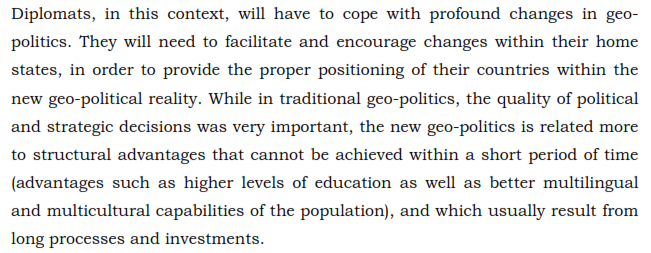 Diplomats, in this context, will have to cope with profound changes in geo-
politics. They will need to facilitate and encourage changes within their home
states, in order to provide the proper positioning of their countries within the
new geo-political reality. While in traditional geo-politics, the quality of political
and strategic decisions was very important, the new geo-politics is related more
to structural advantages that cannot be achieved within a short period of time
(advantages such as higher levels of education as well as better multilingual
and multicultural capabilities of the population), and which usually result from
long processes and investments.